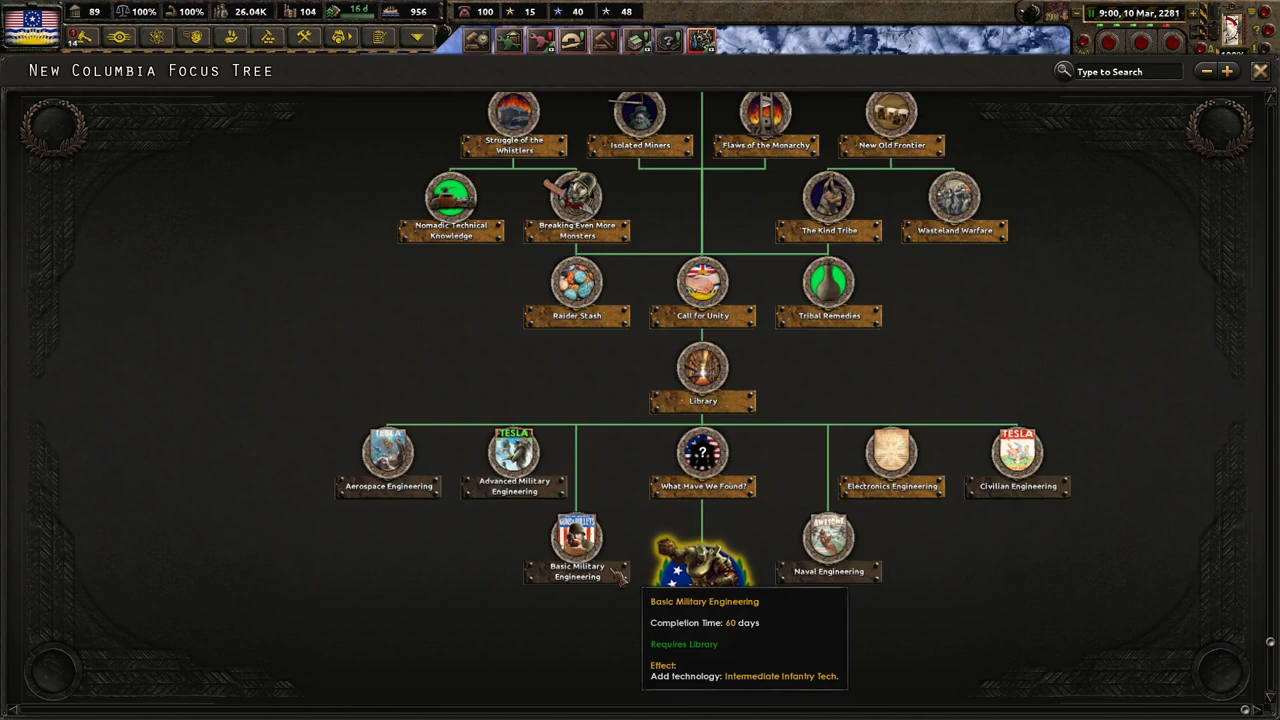 89
100%
100%
26.04K
104
16 d
956
100
15
40
48
9:00, 10 Mar, 2281
14
New Columbia Focus Tree
Type to Search
Struggle of the
Whistlers
Isolated Miners
Flaws of the Monarchy
New Old Frontier
Nomadic Technical
Knowledge
Breaking Even More
Monsters
The Kind Tribe
Wasteland Warfare
Raider Stash
Call for Unity
Tribal Remedies
Library
TESLA
TESLA
?
TESLA
Aerospace Engineering
Advanced Military
Engineering
What Have We Found?
Electronics Engineering
Civilian Engineering
AWESOME
Basic Military
Engineering
Naval Engineering
Basic Military Engineering
Completion Time: 60 days
Requires Library
Effect:
Add technology: Intermediate Infantry Tech.